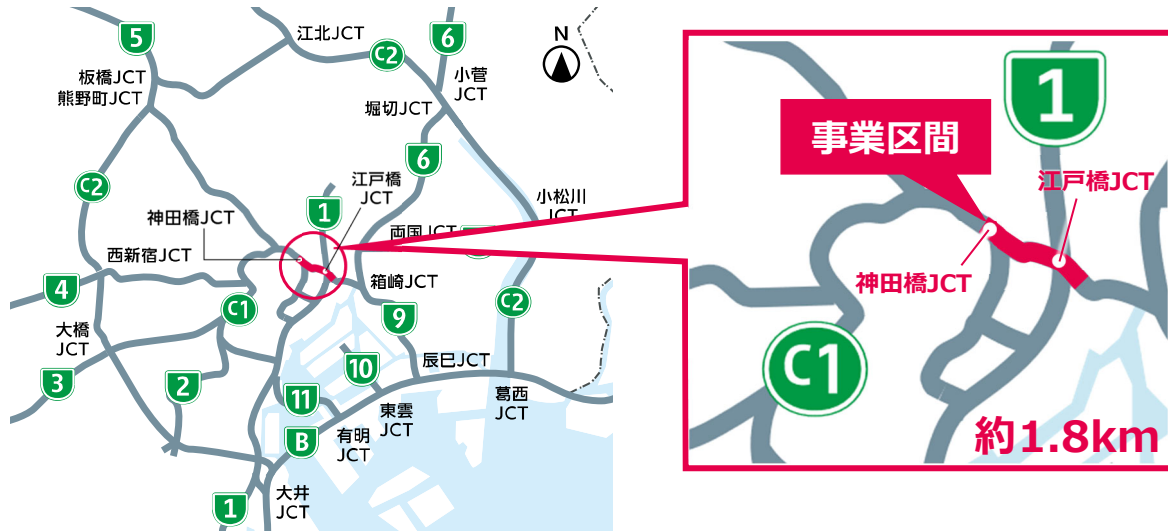 5
江北JCT
6
N
C2
板橋JCT
熊野町JCT
小菅
JCT
堀切JCT
6
C2
江戸橋
JCT
小松川
JCT
神田橋JCT
1
両国JCT
西新宿JCT
箱崎JCT
4
C1
C2
9
大橋
JCT
辰巳JCT
3
2
10
11
東雲
JCT
葛西
JCT
有明
JCT
B
大井
JCT
1
1
事業区間
江戸橋JCT
神田橋JCT
C1
約1.8km